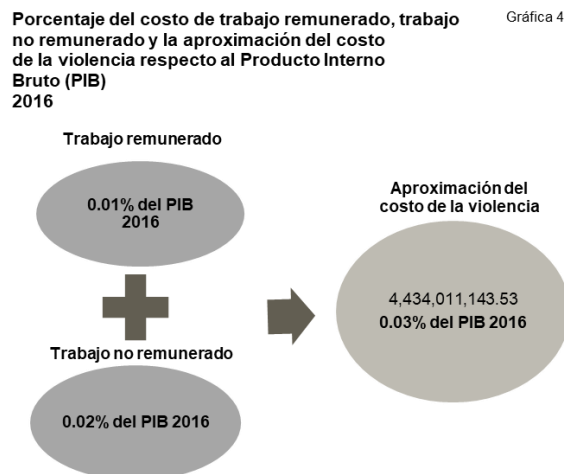 Porcentaje del costo de trabajo remunerado, trabajo
no remunerado y la aproximación del costo
de la violencia respecto al Producto Interno
Bruto (PIB)
2016
Gráfica 4
Trabajo remunerado
0.01% del PIB
2016
Trabajo no remunerado
0.02% del PIB 2016
Aproximación del
costo de la violencia
4,434,011,143.53
0.03% del PIB 2016